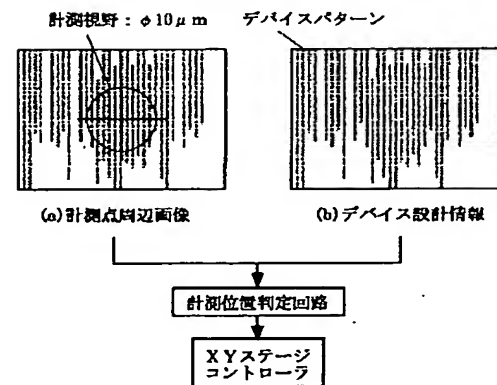 計測視野：φ10μm
デバイスパターン
(a)計測点周辺画像
(b)デバイス設計情報
計測位置判定回路
XYステージ
コントローラ